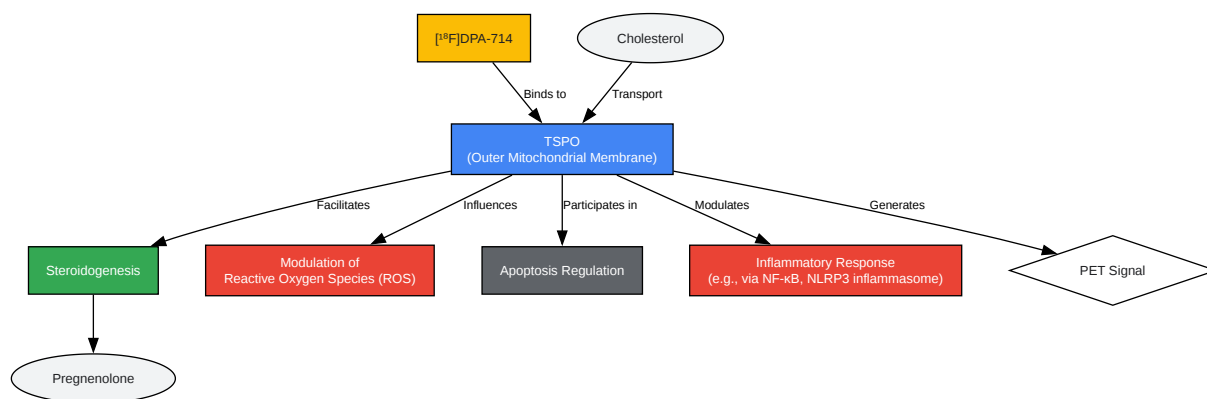 [¹⁸F]DPA-714
Cholesterol
Binds to
Transport
TSPO
(Outer Mitochondrial Membrane)
Facilitates
Influences
Participates in
Modulates
Generates
Steroidogenesis
Modulation of
Reactive Oxygen Species (ROS)
Apoptosis Regulation
Inflammatory Response
(e.g., via NF-κB, NLRP3 inflammasome)
PET Signal
Pregnenolone